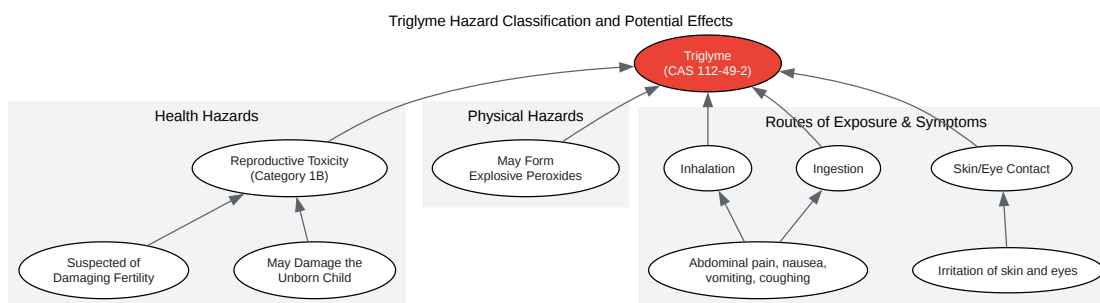 Triglyme Hazard Classification and Potential Effects
Triglyme
(CAS 112-49-2)
Health Hazards
Physical Hazards
Routes of Exposure & Symptoms
Reproductive Toxicity
(Category 1B)
May Form
Explosive Peroxides
Inhalation
Ingestion
Skin/Eye Contact
Suspected of
Damaging Fertility
May Damage the
Unborn Child
Abdominal pain, nausea,
vomiting, coughing
Irritation of skin and eyes